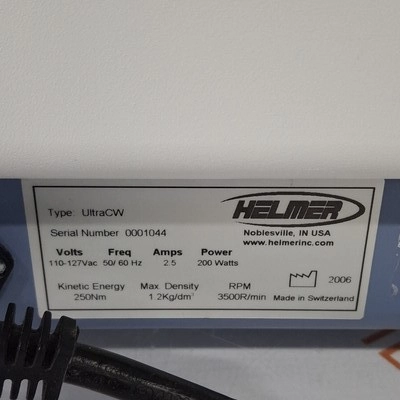 Type: UltraCW
HELMER
Serial Number 0001044
Noblesville, IN USA
www.helmerinc.com
Volts Freq Amps Power
110-127Vac 50/ 60 Hz 2.5 200 Watts
2006
Kinetic Energy Max. Density RPM
250Nm 1.2Kg/dm³ 3500R/min Made in Switzerland